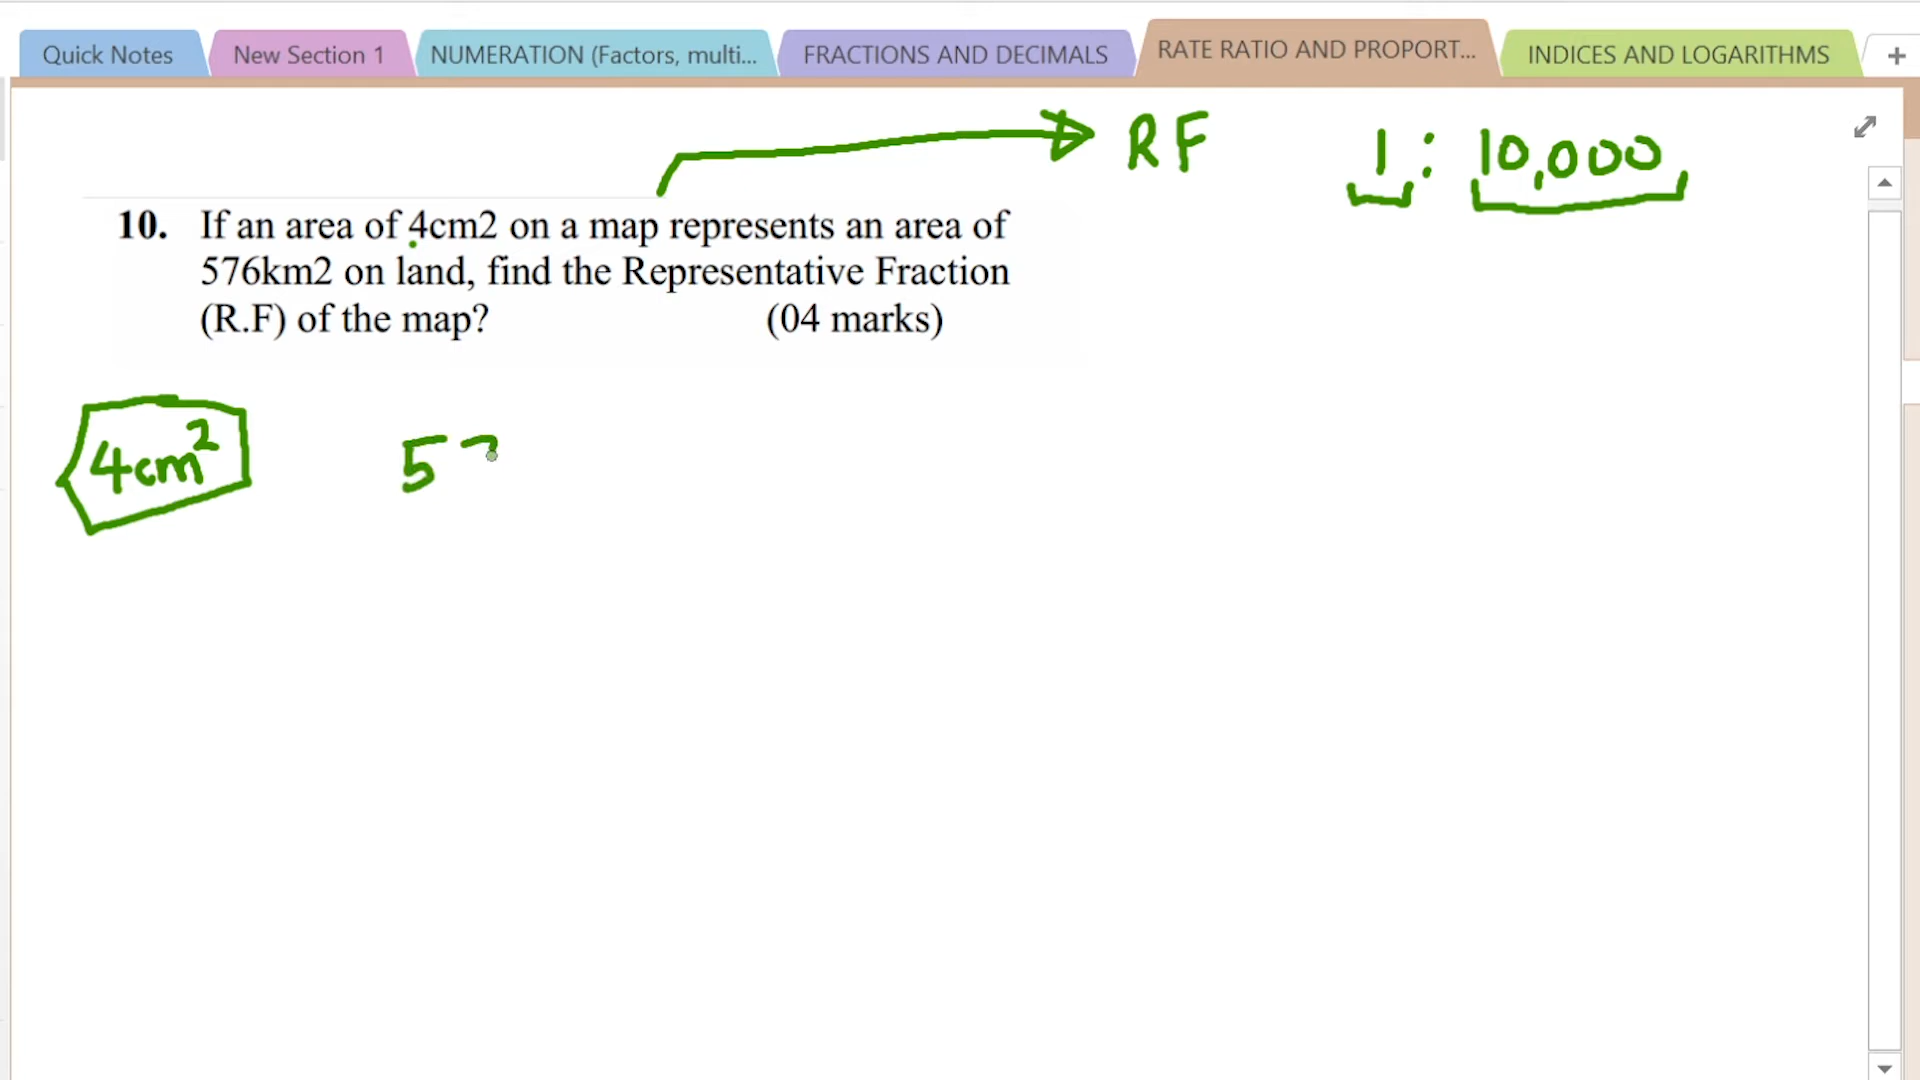 Quick Notes
New Section 1
NUMERATION (Factors, multi...
FRACTIONS AND DECIMALS
RATE RATIO AND PROPORT...
INDICES AND LOGARITHMS
+
RF 1 : 10,000
10. If an area of 4cm2 on a map represents an area of
576km2 on land, find the Representative Fraction
(R.F) of the map? (04 marks)
4cm² 57